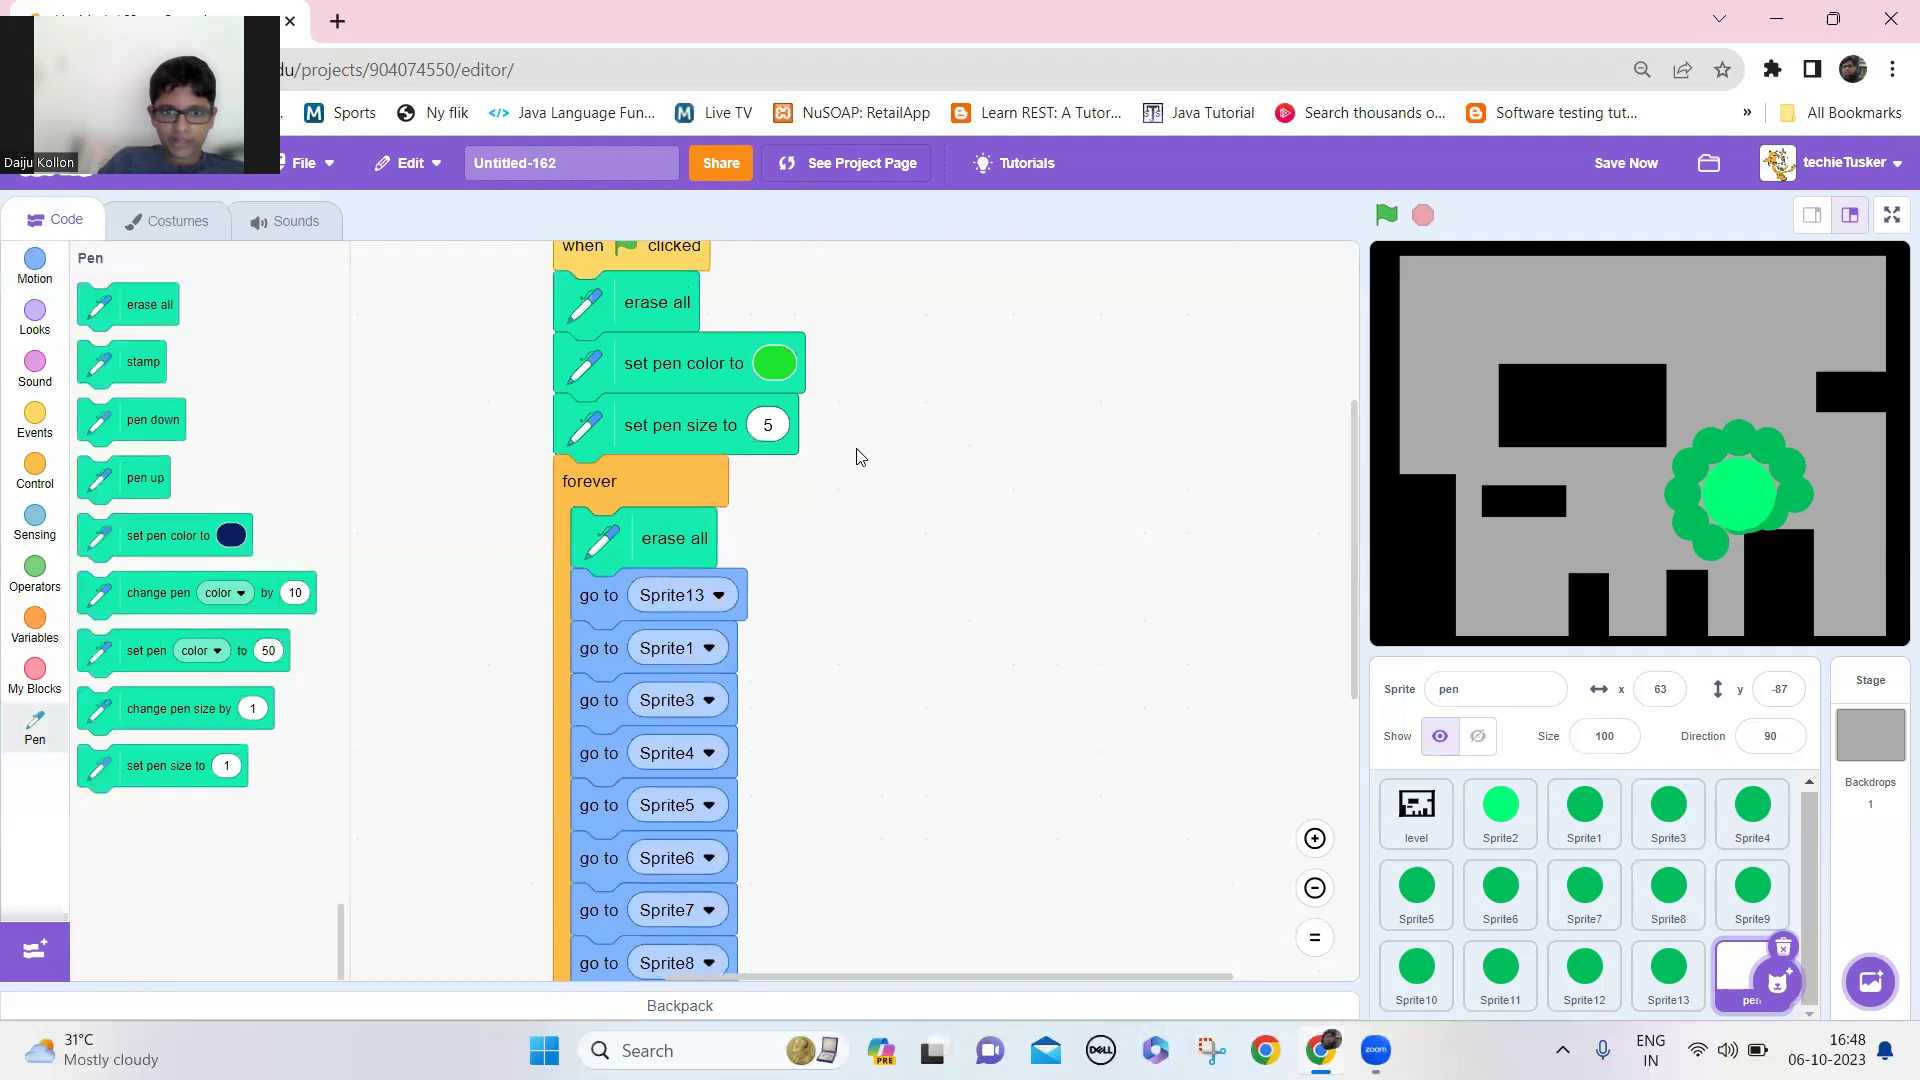 du/projects/904074550/editor/
Sports
Ny flik
Java Language Fun...
Live TV
NuSOAP: RetailApp
Learn REST: A Tutor...
Java Tutorial
Search thousands o...
Software testing tut...
»
All Bookmarks
Daiju Kollon
File
Edit
Untitled-162
Share
See Project Page
Tutorials
Save Now
techieTusker
Code
Costumes
Sounds
Motion
Looks
Sound
Events
Control
Sensing
Operators
Variables
My Blocks
Pen
Pen
erase all
stamp
pen down
pen up
set pen color to
change pen color by 10
set pen color to 50
change pen size by 1
set pen size to 1
when clicked
erase all
set pen color to
set pen size to 5
forever
erase all
go to Sprite13
go to Sprite1
go to Sprite3
go to Sprite4
go to Sprite5
go to Sprite6
go to Sprite7
go to Sprite8
Backpack
Sprite pen x 63 y -87
Show Size 100 Direction 90
level
Sprite2
Sprite1
Sprite3
Sprite4
Sprite5
Sprite6
Sprite7
Sprite8
Sprite9
Sprite10
Sprite11
Sprite12
Sprite13
pen
Stage
Backdrops
1
31°C
Mostly cloudy
Search
PRE
DELL
zoom
ENG
IN
16:48
06-10-2023